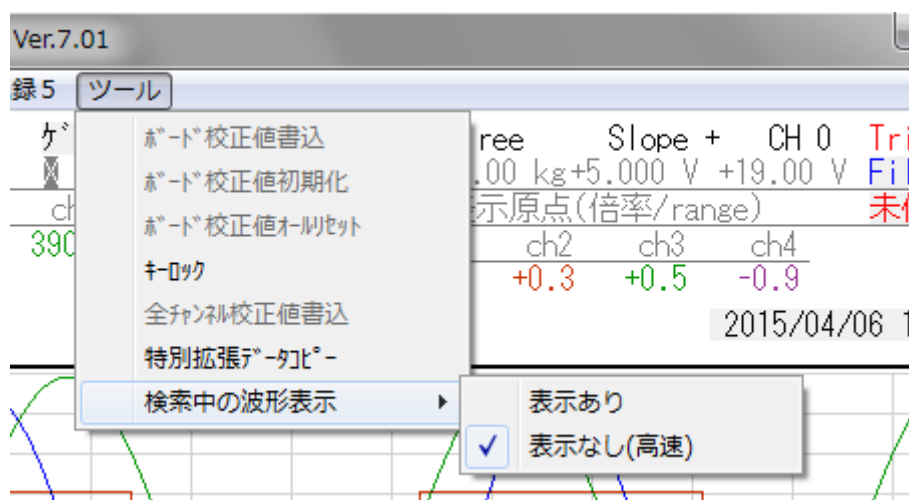 Ver.7.01
録5 ツール
ｹﾞ
ree Slope + CH 0 Tri
.00 kg+5.000 V +19.00 V Fil
ch
示原点(倍率/range)
390
ch2 ch3 ch4
+0.3 +0.5 -0.9
2015/04/06 1
ﾎﾞｰﾄﾞ校正値書込
ﾎﾞｰﾄﾞ校正値初期化
ﾎﾞｰﾄﾞ校正値ｵｰﾙﾘｾｯﾄ
ｷｰﾛｯｸ
全ﾁｬﾝﾈﾙ校正値書込
特別拡張ﾃﾞｰﾀｺﾋﾟｰ
検索中の波形表示
表示あり
表示なし(高速)